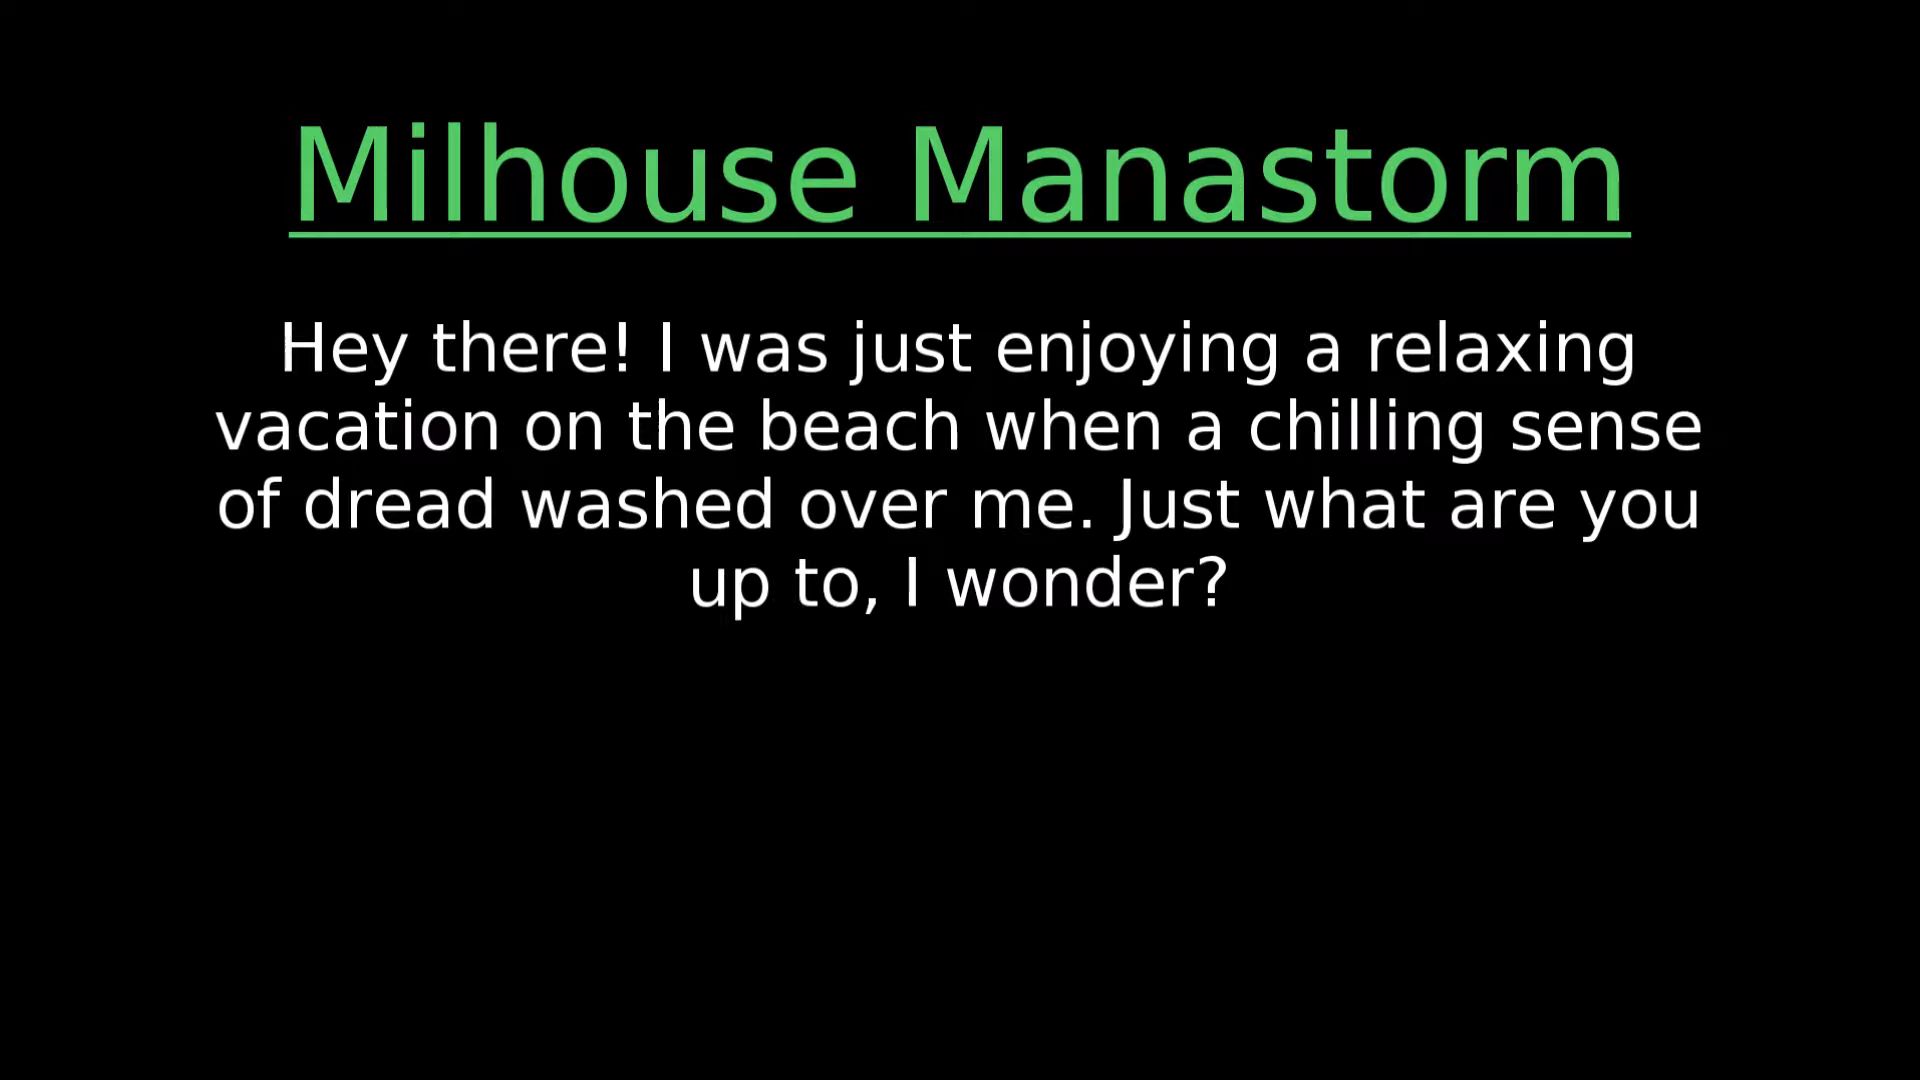 Milhouse Manastorm
Hey there! I was just enjoying a relaxing
vacation on the beach when a chilling sense
of dread washed over me. Just what are you
up to, I wonder?